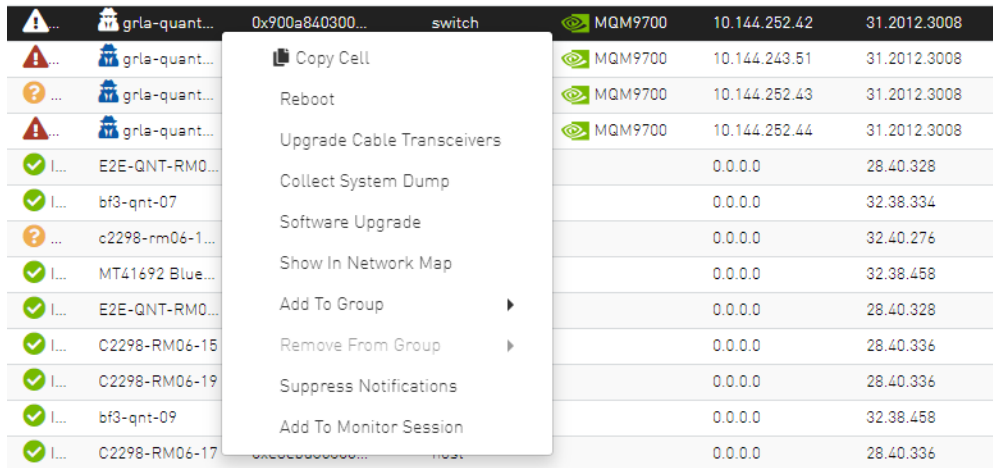 ... grla-quant... 0x900a840300... switch MQM9700 10.144.252.42 31.2012.3008
... grla-quant... MQM9700 10.144.243.51 31.2012.3008
... grla-quant... MQM9700 10.144.252.43 31.2012.3008
... grla-quant... MQM9700 10.144.252.44 31.2012.3008
I... E2E-QNT-RM0... 0.0.0.0 28.40.328
I... bf3-qnt-07 0.0.0.0 32.38.334
... c2298-rm06-1... 0.0.0.0 32.40.276
I... MT41692 Blue... 0.0.0.0 32.38.458
I... E2E-QNT-RM0... 0.0.0.0 28.40.328
I... C2298-RM06-15 0.0.0.0 28.40.336
I... C2298-RM06-19 0.0.0.0 28.40.336
I... bf3-qnt-09 0.0.0.0 32.38.458
I... C2298-RM06-17 0.0.0.0 28.40.336
Copy Cell
Reboot
Upgrade Cable Transceivers
Collect System Dump
Software Upgrade
Show In Network Map
Add To Group
Remove From Group
Suppress Notifications
Add To Monitor Session